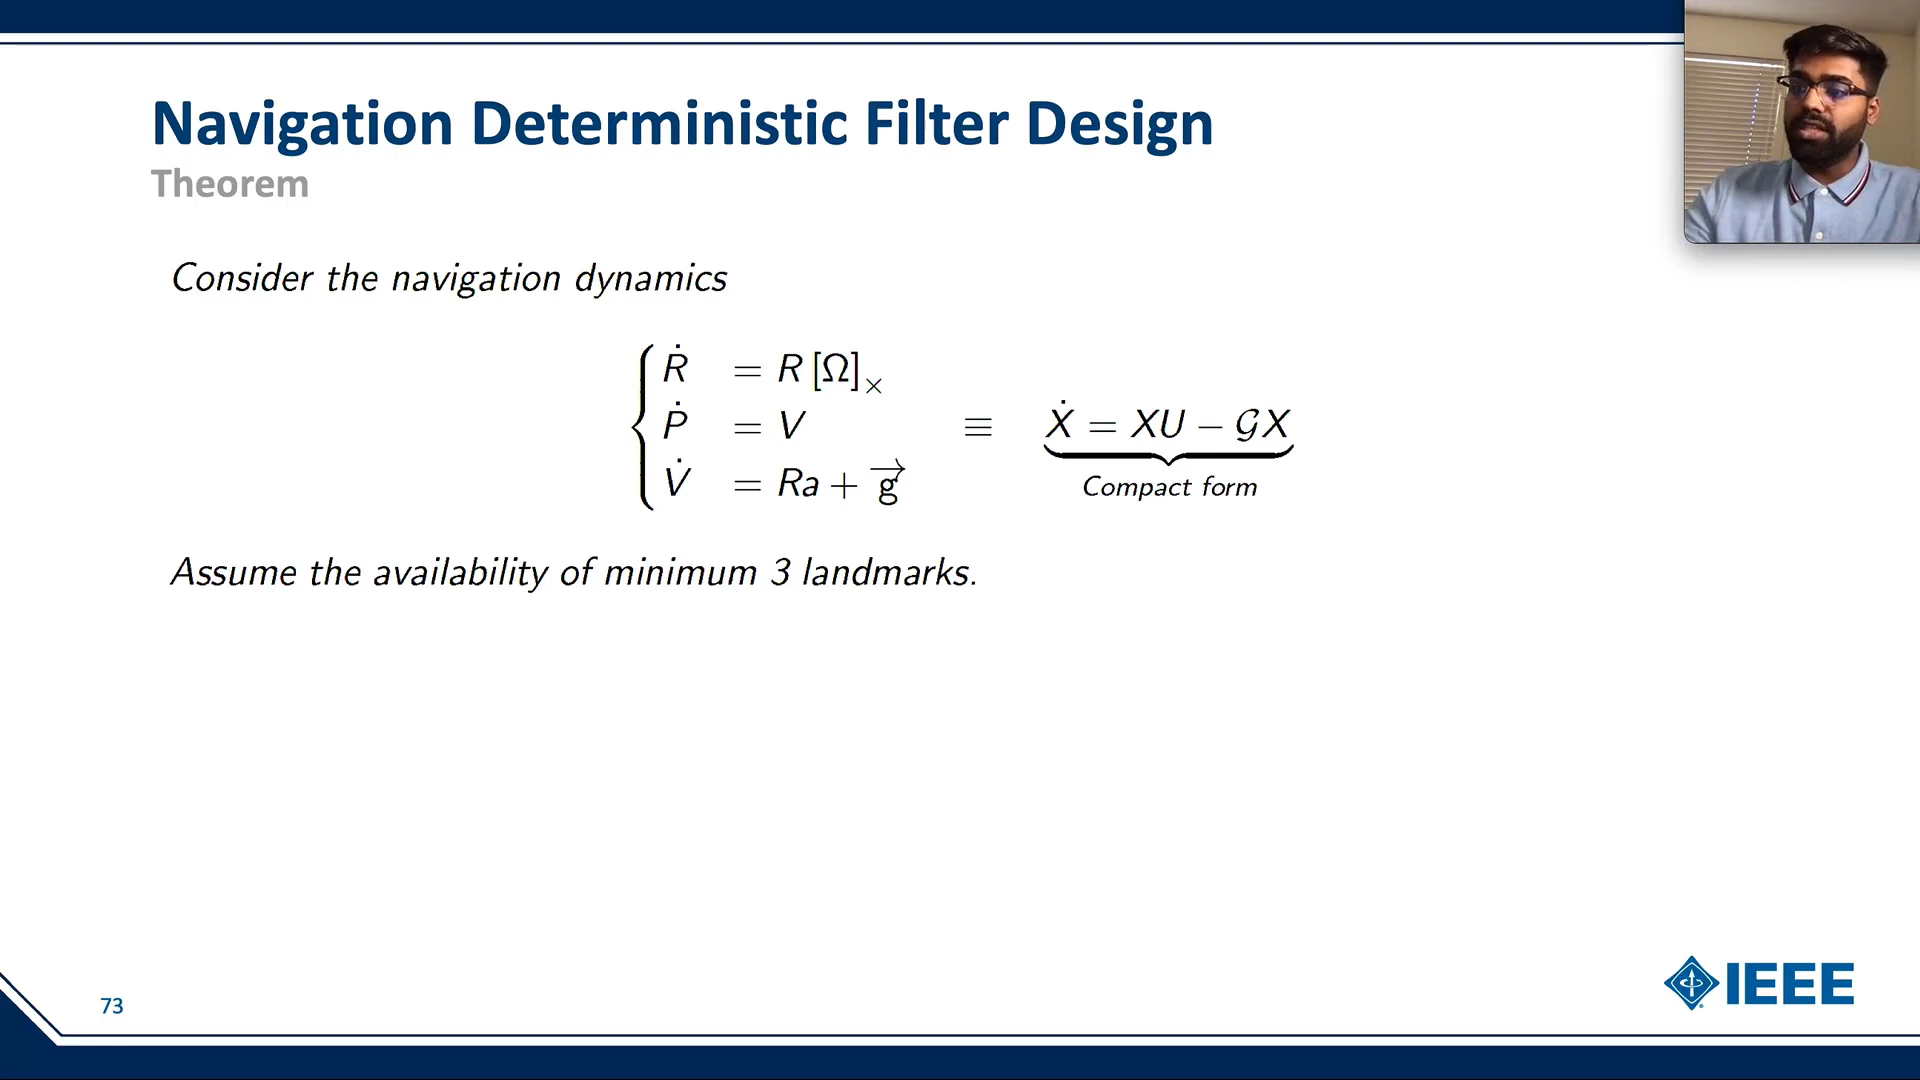 Navigation Deterministic Filter Design
Theorem
Consider the navigation dynamics
Ṙ = R [Ω]×
Ṗ = V ≡ Ẋ = XU − 𝒢X
V̇ = Ra + g⃗ Compact form
Assume the availability of minimum 3 landmarks.
73
IEEE